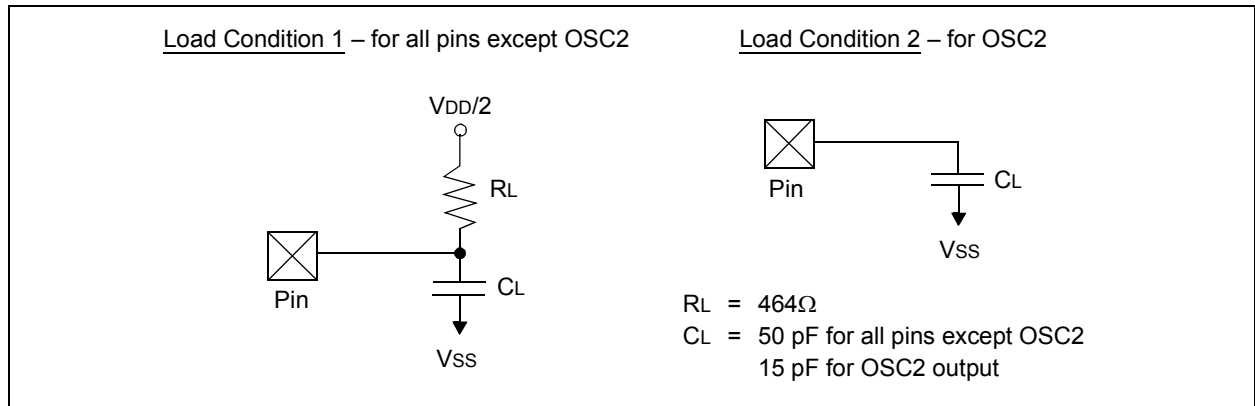 Load Condition 1 – for all pins except OSC2
VDD/2
RL
Pin
CL
VSS
Load Condition 2 – for OSC2
Pin
CL
VSS
RL = 464Ω
CL = 50 pF for all pins except OSC2
15 pF for OSC2 output